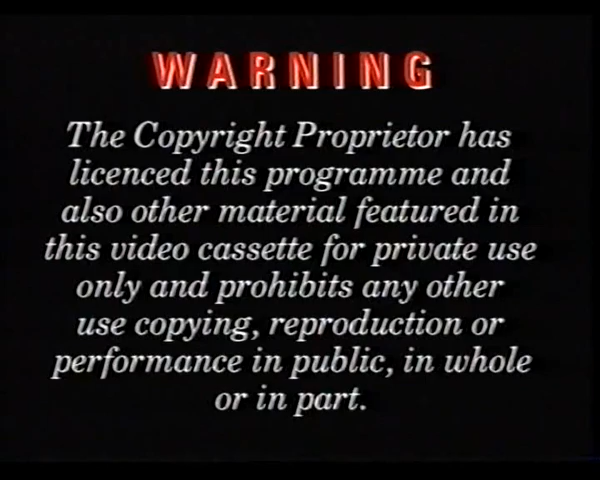 WARNING
The Copyright Proprietor has
licenced this programme and
also other material featured in
this video cassette for private use
only and prohibits any other
use copying, reproduction or
performance in public, in whole
or in part.